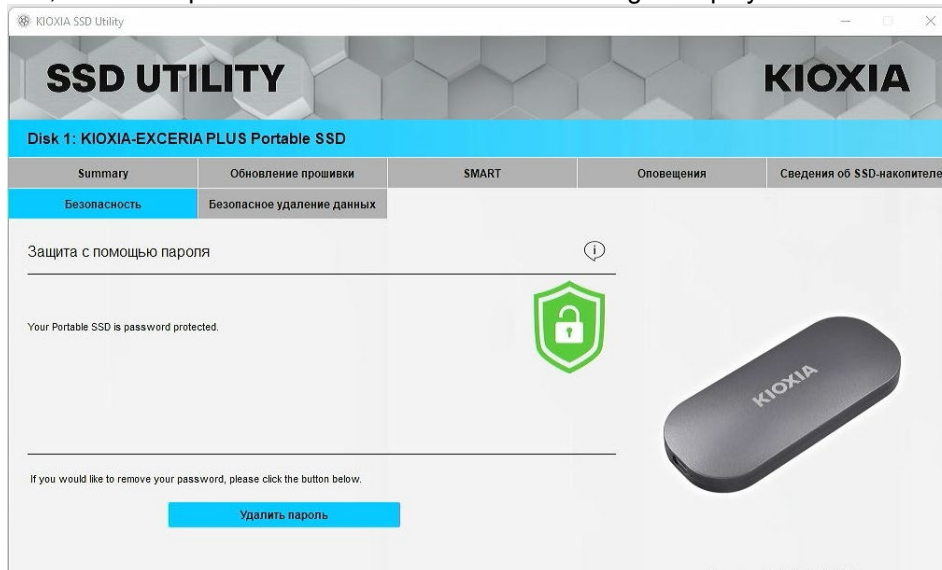 KIOXIA SSD Utility
SSD UTILITY
KIOXIA
Disk 1: KIOXIA-EXCERIA PLUS Portable SSD
Summary
Обновление прошивки
SMART
Оповещения
Сведения об SSD-накопителе
Безопасность
Безопасное удаление данных
Защита с помощью пароля
Your Portable SSD is password protected.
KIOXIA
If you would like to remove your password, please click the button below.
Удалить пароль